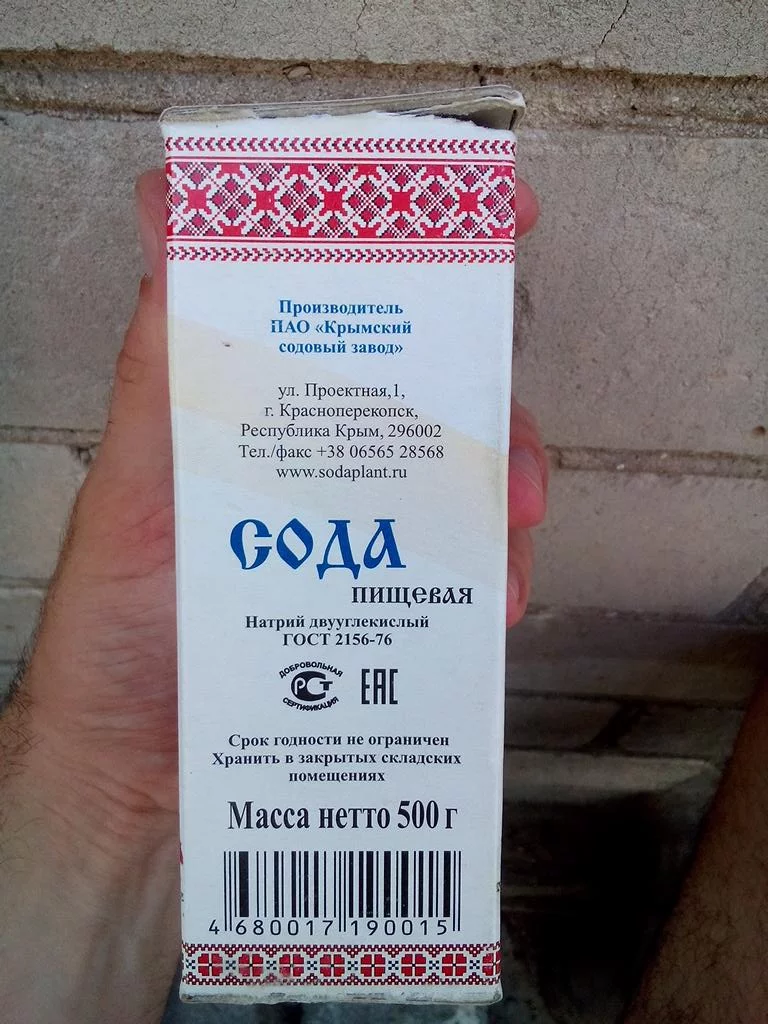 Производитель
ПАО «Крымский
содовый завод»
ул. Проектная,1,
г. Красноперекопск,
Республика Крым, 296002
Тел./факс +38 06565 28568
www.sodaplant.ru
СОДА
ПИЩЕВАЯ
Натрий двууглекислый
ГОСТ 2156-76
ДОБРОВОЛЬНАЯ
РСТ
СЕРТИФИКАЦИЯ
EAC
Срок годности не ограничен
Хранить в закрытых складских
помещениях
Масса нетто 500 г
4 680017 190015